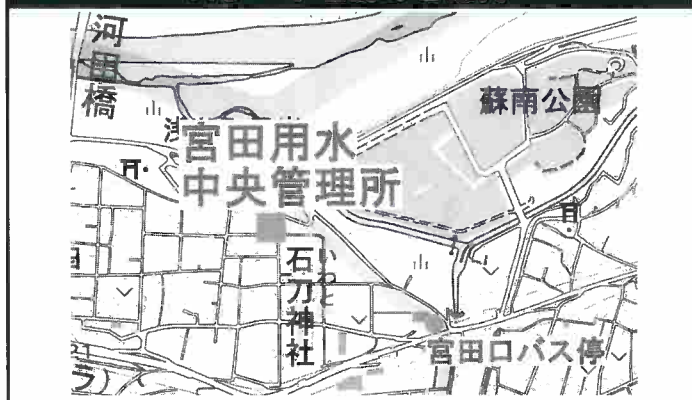 河田橋
蘇南公園
宮田用水
中央管理所
石刀神社
いわと
宮田口バス停